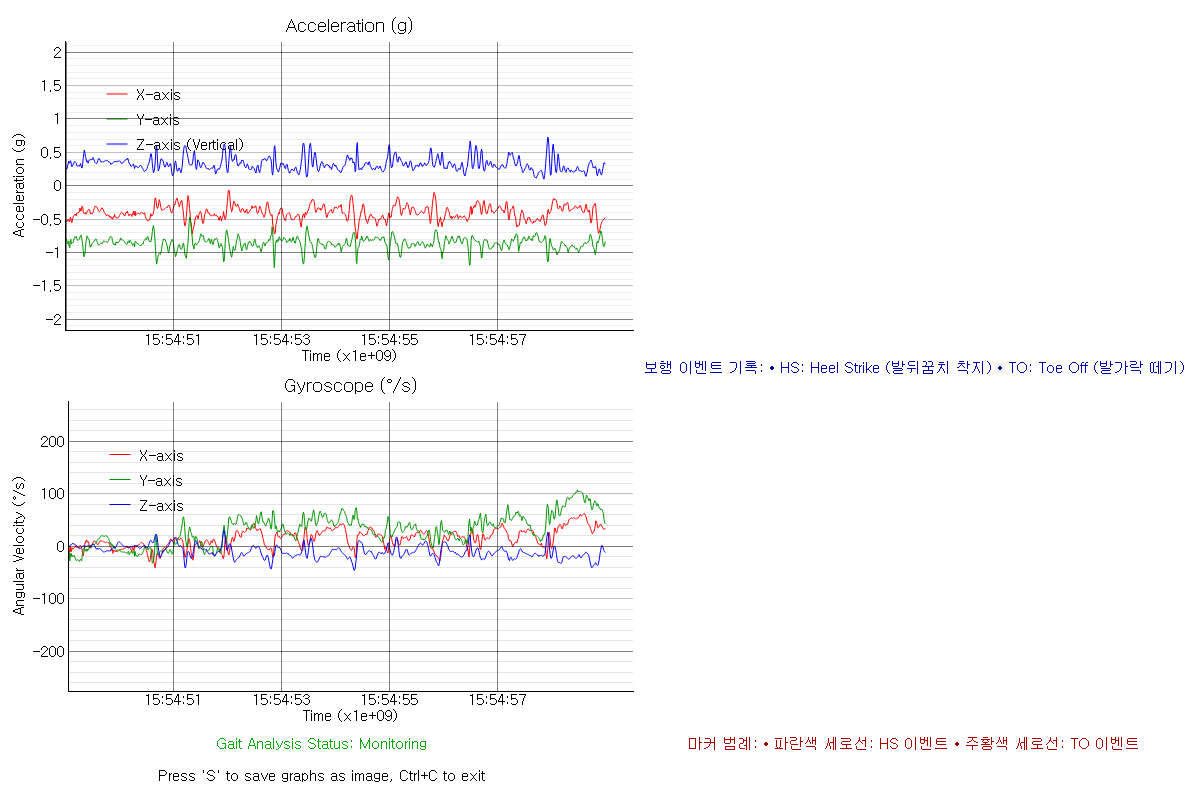 Acceleration (g)
2
1.5
1
0.5
0
−0.5
−1
−1.5
−2
Acceleration (g)
X-axis
Y-axis
Z-axis (Vertical)
15:54:51 15:54:53 15:54:55 15:54:57
Time (x1e+09)
보행 이벤트 기록: • HS: Heel Strike (발뒤꿈치 착지) • TO: Toe Off (발가락 떼기)
Gyroscope (°/s)
200
100
0
−100
−200
Angular Velocity (°/s)
X-axis
Y-axis
Z-axis
15:54:51 15:54:53 15:54:55 15:54:57
Time (x1e+09)
Gait Analysis Status: Monitoring
마커 범례: • 파란색 세로선: HS 이벤트 • 주황색 세로선: TO 이벤트
Press 'S' to save graphs as image, Ctrl+C to exit